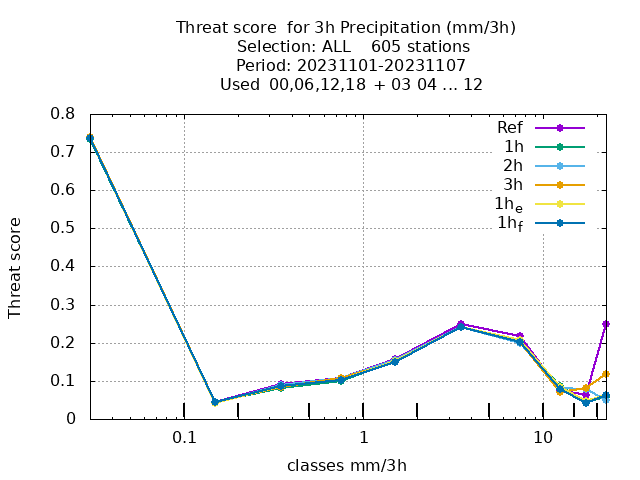 Threat score for 3h Precipitation (mm/3h)
Selection: ALL 605 stations
Period: 20231101-20231107
Used 00,06,12,18 + 03 04 ... 12
0.8
0.7
0.6
0.5
0.4
0.3
0.2
0.1
0
Threat score
Ref
1h
2h
3h
1h_e
1h_f
0.1 1 10
classes mm/3h